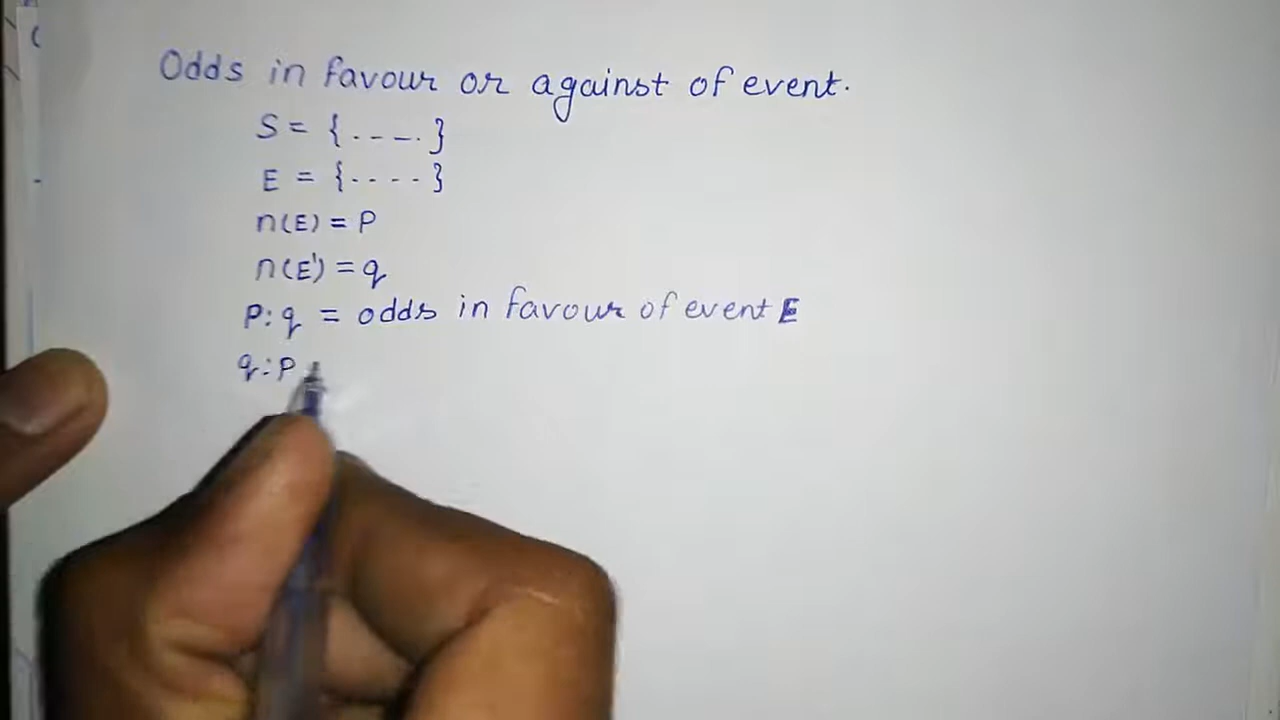 Odds in favour or against of event.
S = {. - - - . }
E = {. - - - }
n(E) = P
n(E') = q
P:q = odds in favour of event E
q:P